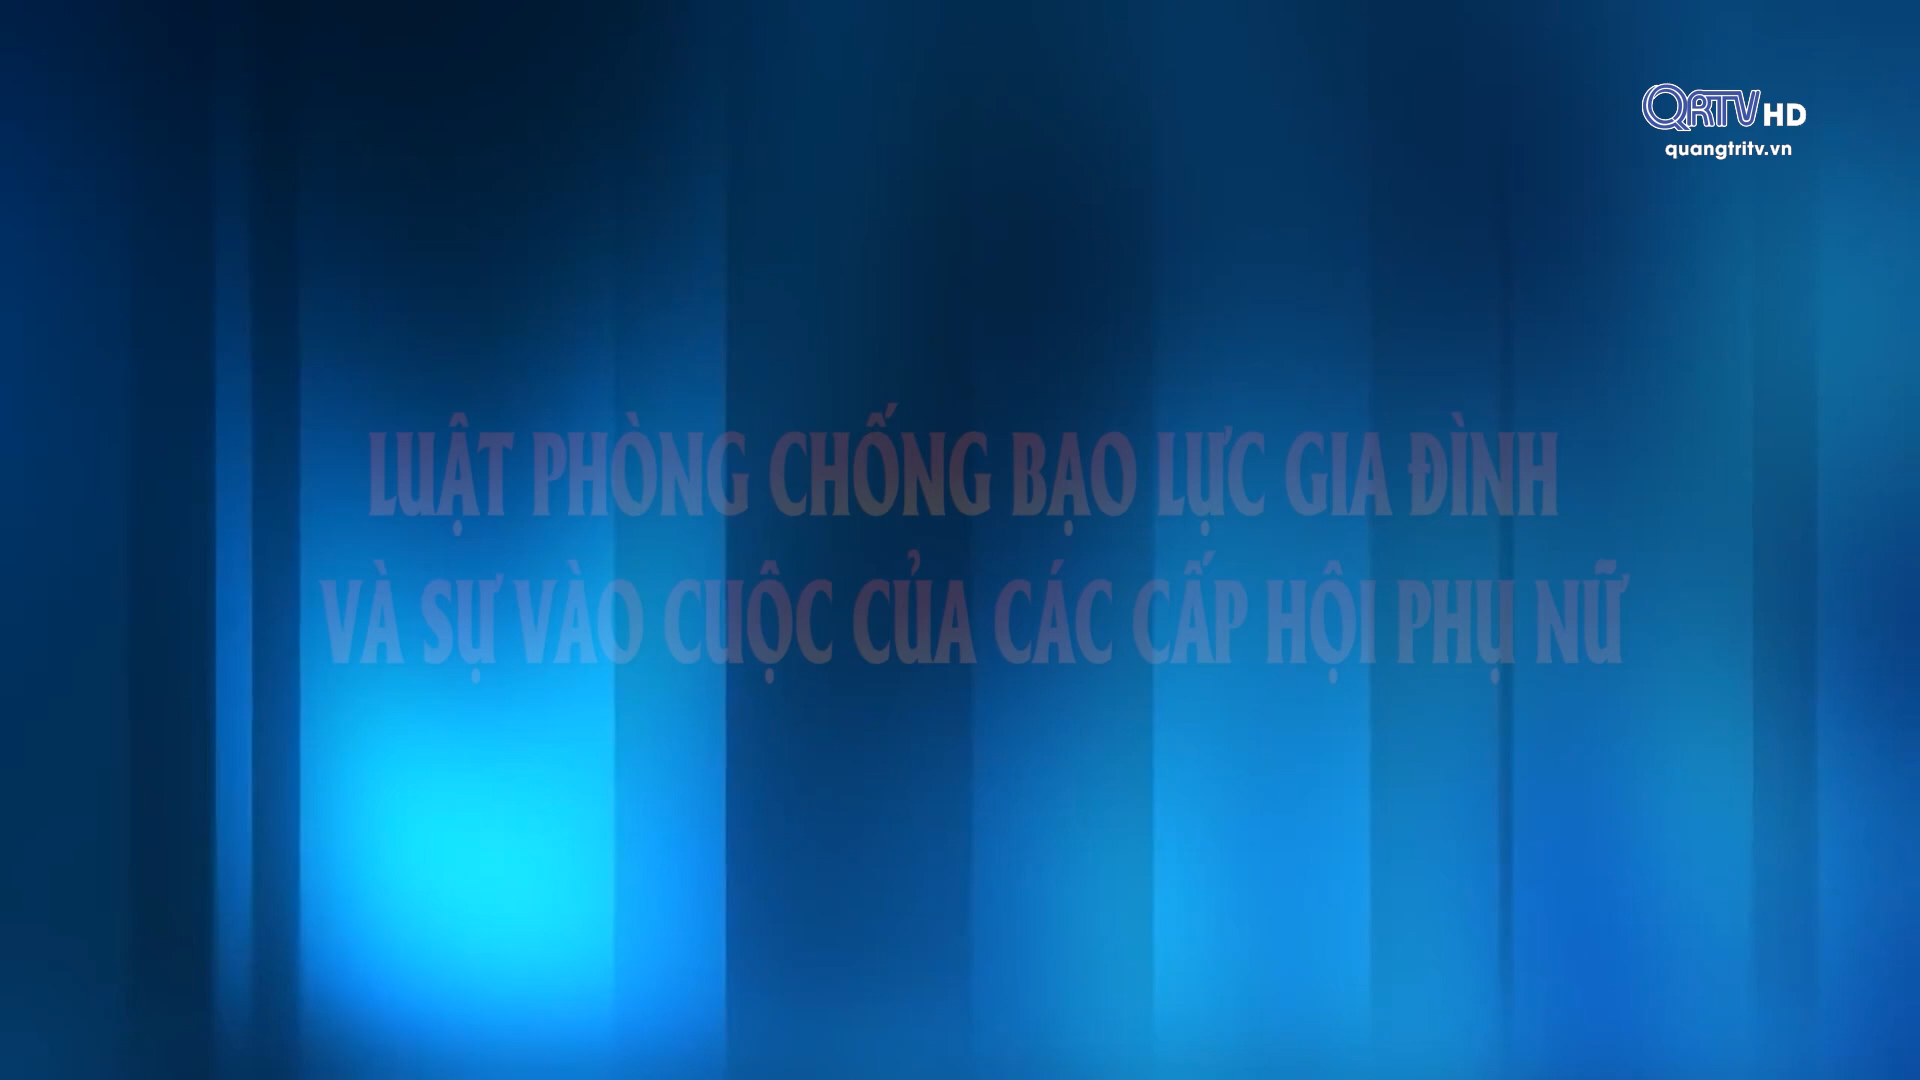 QRTV HD
quangtritv.vn
LUẬT PHÒNG CHỐNG BẠO LỰC GIA ĐÌNH
VÀ SỰ VÀO CUỘC CỦA CÁC CẤP HỘI PHỤ NỮ